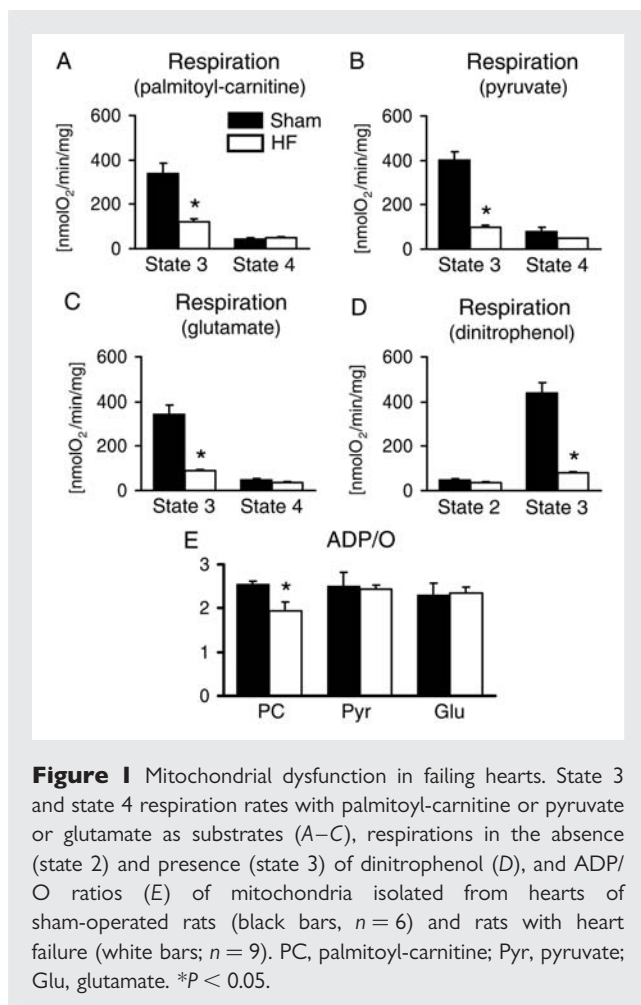 A Respiration
(palmitoyl-carnitine)
[nmolO₂/min/mg]
600
400
200
0
Sham
HF
*
State 3 State 4
B Respiration
(pyruvate)
600
400
200
0
*
State 3 State 4
C Respiration
(glutamate)
[nmolO₂/min/mg]
600
400
200
0
*
State 3 State 4
D Respiration
(dinitrophenol)
600
400
200
0
*
State 2 State 3
E ADP/O
3
2
1
0
*
PC Pyr Glu
Figure 1 Mitochondrial dysfunction in failing hearts. State 3
and state 4 respiration rates with palmitoyl-carnitine or pyruvate
or glutamate as substrates (A–C), respirations in the absence
(state 2) and presence (state 3) of dinitrophenol (D), and ADP/
O ratios (E) of mitochondria isolated from hearts of
sham-operated rats (black bars, n = 6) and rats with heart
failure (white bars; n = 9). PC, palmitoyl-carnitine; Pyr, pyruvate;
Glu, glutamate. *P < 0.05.